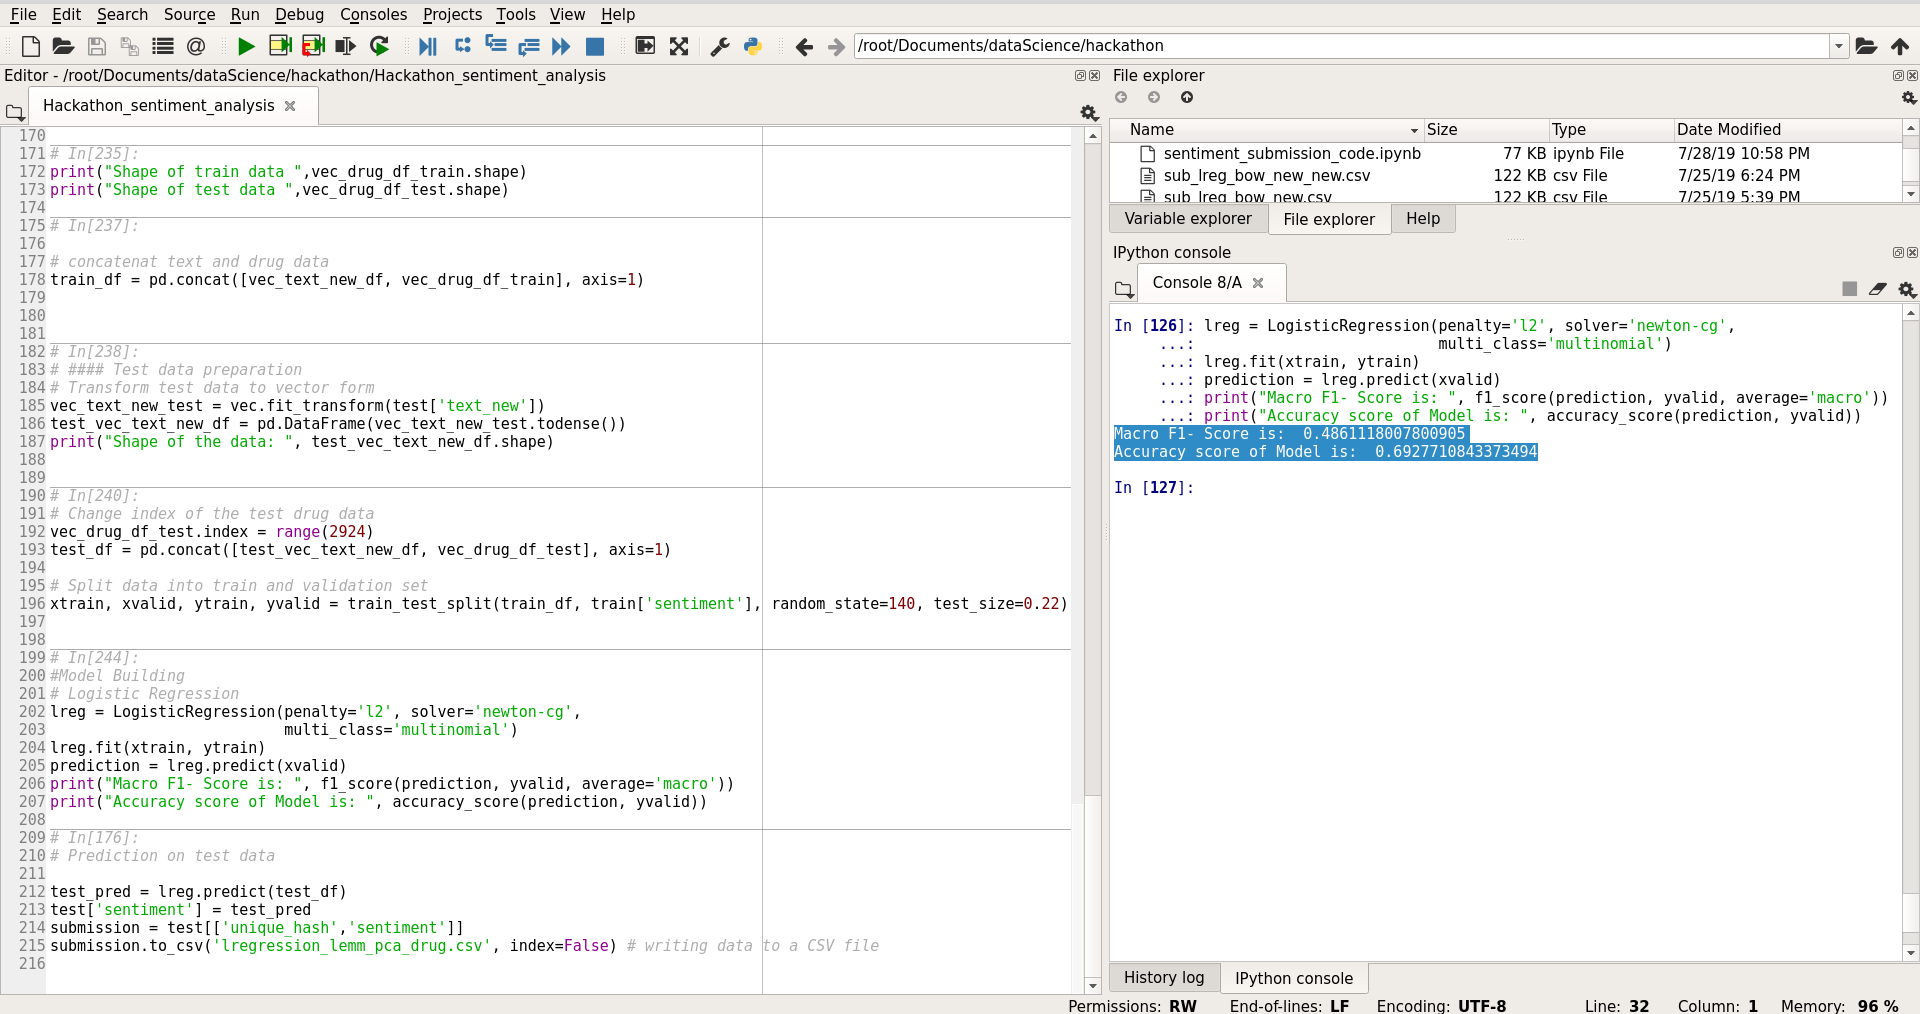 File Edit Search Source Run Debug Consoles Projects Tools View Help
/root/Documents/dataScience/hackathon
Editor - /root/Documents/dataScience/hackathon/Hackathon_sentiment_analysis
Hackathon_sentiment_analysis
170
171 # In[235]:
172 print("Shape of train data ",vec_drug_df_train.shape)
173 print("Shape of test data ",vec_drug_df_test.shape)
174
175 # In[237]:
176
177 # concatenat text and drug data
178 train_df = pd.concat([vec_text_new_df, vec_drug_df_train], axis=1)
179
180
181
182 # In[238]:
183 # #### Test data preparation
184 # Transform test data to vector form
185 vec_text_new_test = vec.fit_transform(test['text_new'])
186 test_vec_text_new_df = pd.DataFrame(vec_text_new_test.todense())
187 print("Shape of the data: ", test_vec_text_new_df.shape)
188
189
190 # In[240]:
191 # Change index of the test drug data
192 vec_drug_df_test.index = range(2924)
193 test_df = pd.concat([test_vec_text_new_df, vec_drug_df_test], axis=1)
194
195 # Split data into train and validation set
196 xtrain, xvalid, ytrain, yvalid = train_test_split(train_df, train['sentiment'], random_state=140, test_size=0.22)
197
198
199 # In[244]:
200 #Model Building
201 # Logistic Regression
202 lreg = LogisticRegression(penalty='l2', solver='newton-cg',
203                           multi_class='multinomial')
204 lreg.fit(xtrain, ytrain)
205 prediction = lreg.predict(xvalid)
206 print("Macro F1- Score is: ", f1_score(prediction, yvalid, average='macro'))
207 print("Accuracy score of Model is: ", accuracy_score(prediction, yvalid))
208
209 # In[176]:
210 # Prediction on test data
211
212 test_pred = lreg.predict(test_df)
213 test['sentiment'] = test_pred
214 submission = test[['unique_hash','sentiment']]
215 submission.to_csv('lregression_lemm_pca_drug.csv', index=False) # writing data to a CSV file
216
File explorer
Name Size Type Date Modified
sentiment_submission_code.ipynb 77 KB ipynb File 7/28/19 10:58 PM
sub_lreg_bow_new_new.csv 122 KB csv File 7/25/19 6:24 PM
sub_lreg_bow_new.csv 122 KB csv File 7/25/19 5:39 PM
Variable explorer File explorer Help
IPython console
Console 8/A
In [126]: lreg = LogisticRegression(penalty='l2', solver='newton-cg',
...:                           multi_class='multinomial')
...: lreg.fit(xtrain, ytrain)
...: prediction = lreg.predict(xvalid)
...: print("Macro F1- Score is: ", f1_score(prediction, yvalid, average='macro'))
...: print("Accuracy score of Model is: ", accuracy_score(prediction, yvalid))
Macro F1- Score is:  0.4861118007800905
Accuracy score of Model is:  0.6927710843373494
In [127]:
History log IPython console
Permissions: RW End-of-lines: LF Encoding: UTF-8 Line: 32 Column: 1 Memory: 96 %